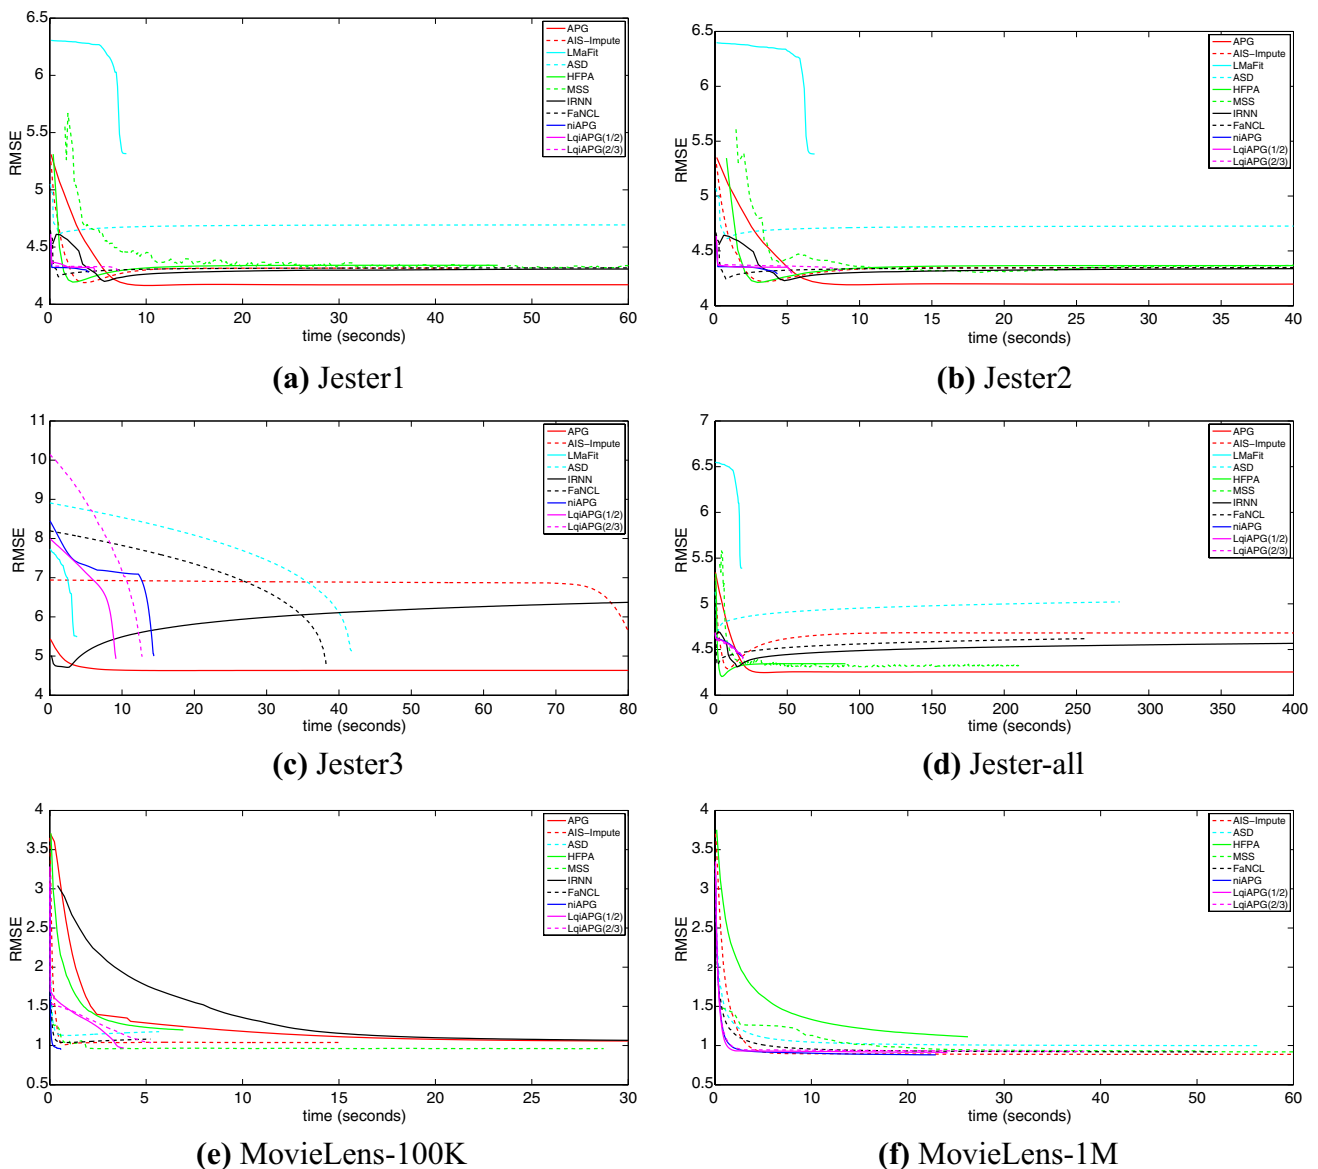 6.5
6
5.5
5
4.5
4
RMSE
0 10 20 30 40 50 60
time (seconds)
APG
AIS-Impute
LMaFit
ASD
HFPA
MSS
IRNN
FaNCL
niAPG
LqiAPG(1/2)
LqiAPG(2/3)
(a) Jester1
6.5
6
5.5
5
4.5
4
RMSE
0 5 10 15 20 25 30 35 40
time (seconds)
APG
AIS-Impute
LMaFit
ASD
HFPA
MSS
IRNN
FaNCL
niAPG
LqiAPG(1/2)
LqiAPG(2/3)
(b) Jester2
11
10
9
8
7
6
5
4
RMSE
0 10 20 30 40 50 60 70 80
time (seconds)
APG
AIS-Impute
LMaFit
ASD
IRNN
FaNCL
niAPG
LqiAPG(1/2)
LqiAPG(2/3)
(c) Jester3
7
6.5
6
5.5
5
4.5
4
RMSE
0 50 100 150 200 250 300 350 400
time (seconds)
APG
AIS-Impute
LMaFit
ASD
HFPA
MSS
IRNN
FaNCL
niAPG
LqiAPG(1/2)
LqiAPG(2/3)
(d) Jester-all
4
3.5
3
2.5
2
1.5
1
0.5
RMSE
0 5 10 15 20 25 30
time (seconds)
APG
AIS-Impute
ASD
HFPA
MSS
IRNN
FaNCL
niAPG
LqiAPG(1/2)
LqiAPG(2/3)
(e) MovieLens-100K
4
3.5
3
2.5
2
1.5
1
0.5
RMSE
0 10 20 30 40 50 60
time (seconds)
AIS-Impute
ASD
HFPA
MSS
FaNCL
niAPG
LqiAPG(1/2)
LqiAPG(2/3)
(f) MovieLens-1M